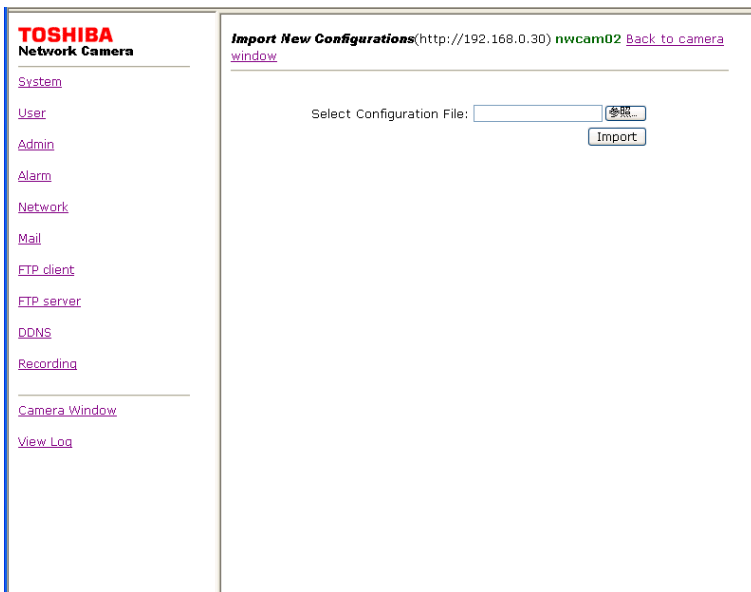 TOSHIBA
Network Camera
System
User
Admin
Alarm
Network
Mail
FTP client
FTP server
DDNS
Recording
Camera Window
View Log
Import New Configurations(http://192.168.0.30) nwcam02 Back to camera
window
Select Configuration File: 参照...
Import